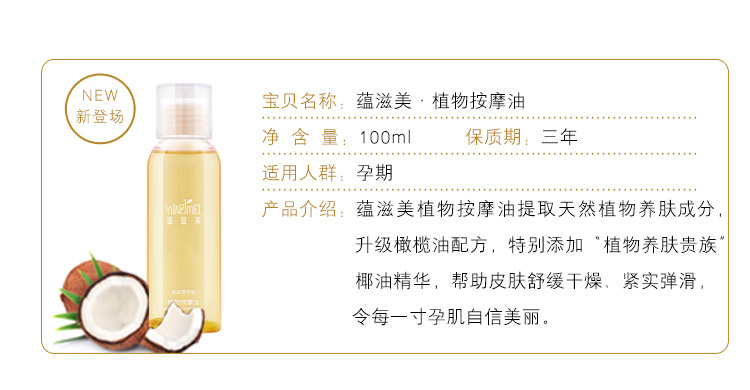 NEW
新登场
宝贝名称：蕴滋美·植物按摩油
净 含 量：100ml 保质期：三年
适用人群：孕期
产品介绍：蕴滋美植物按摩油提取天然植物养肤成分，
升级橄榄油配方，特别添加“植物养肤贵族”
椰油精华，帮助皮肤舒缓干燥、紧实弹滑，
令每一寸孕肌自信美丽。
蕴滋美
植物按摩油